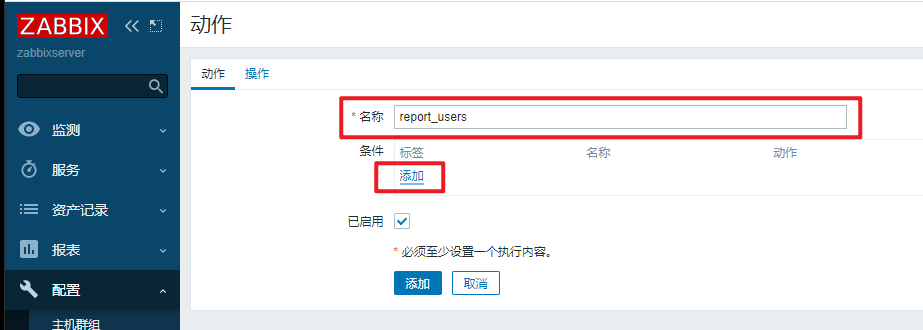 ZABBIX
zabbixserver
监测
服务
资产记录
报表
配置
主机群组
动作
动作 操作
* 名称 report_users
条件 标签 名称 动作
添加
已启用
* 必须至少设置一个执行内容。
添加 取消